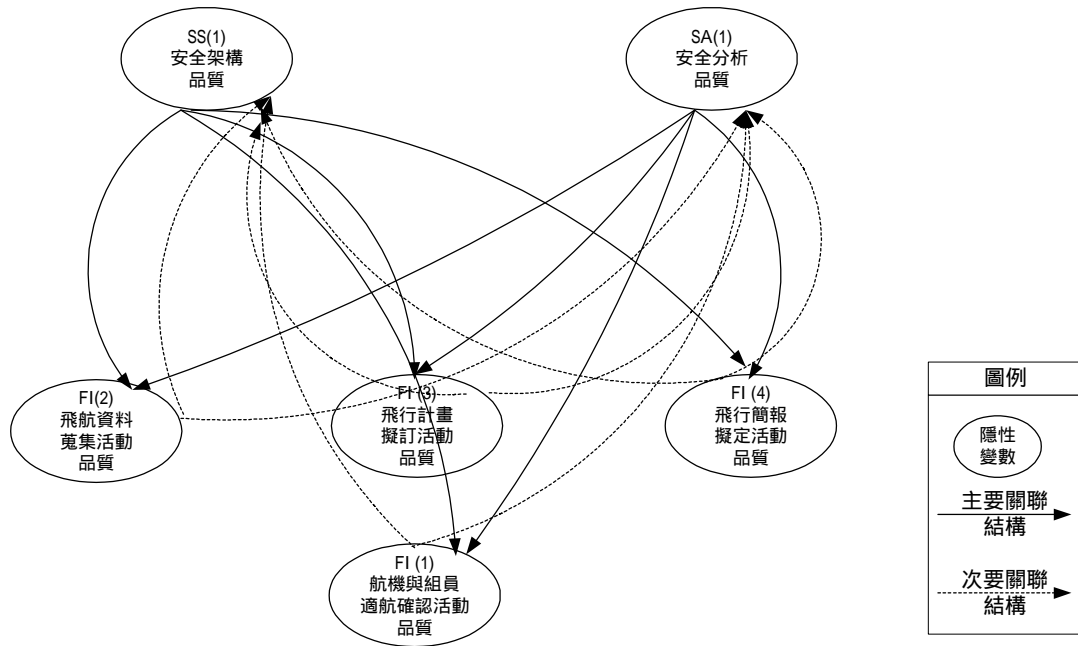 SS(1)
安全架構
品質
SA(1)
安全分析
品質
FI(2)
飛航資料
蒐集活動
品質
FI (3)
飛行計畫
擬訂活動
品質
FI (4)
飛行簡報
擬定活動
品質
FI (1)
航機與組員
適航確認活動
品質
圖例
隱性
變數
主要關聯
結構
次要關聯
結構